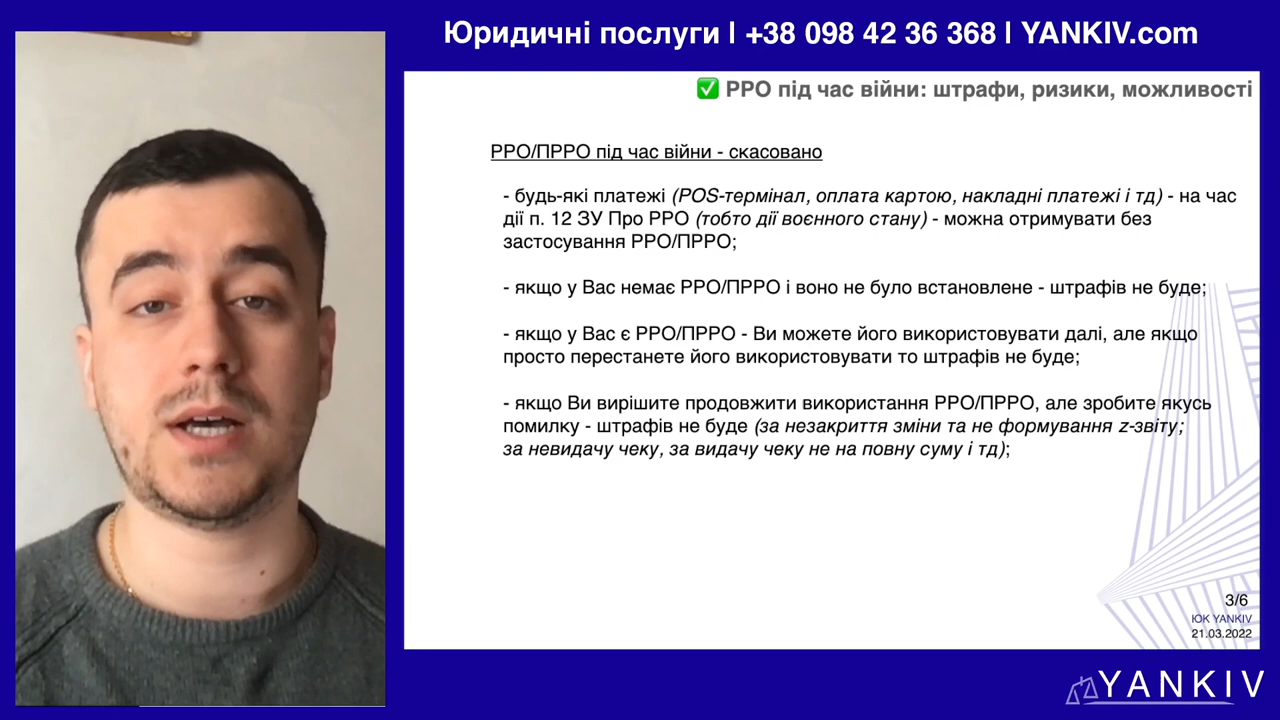 Юридичні послуги | +38 098 42 36 368 | YANKIV.com
✅ РРО під час війни: штрафи, ризики, можливості
РРО/ПРРО під час війни - скасовано
- будь-які платежі (POS-термінал, оплата картою, накладні платежі і тд) - на час
дії п. 12 ЗУ Про РРО (тобто дії воєнного стану) - можна отримувати без
застосування РРО/ПРРО;
- якщо у Вас немає РРО/ПРРО і воно не було встановлене - штрафів не буде;
- якщо у Вас є РРО/ПРРО - Ви можете його використовувати далі, але якщо
просто перестанете його використовувати то штрафів не буде;
- якщо Ви вирішите продовжити використання РРО/ПРРО, але зробите якусь
помилку - штрафів не буде (за незакриття зміни та не формування z-звіту;
за невидачу чеку, за видачу чеку не на повну суму і тд);
3/6
ЮК YANKIV
21.03.2022
YANKIV